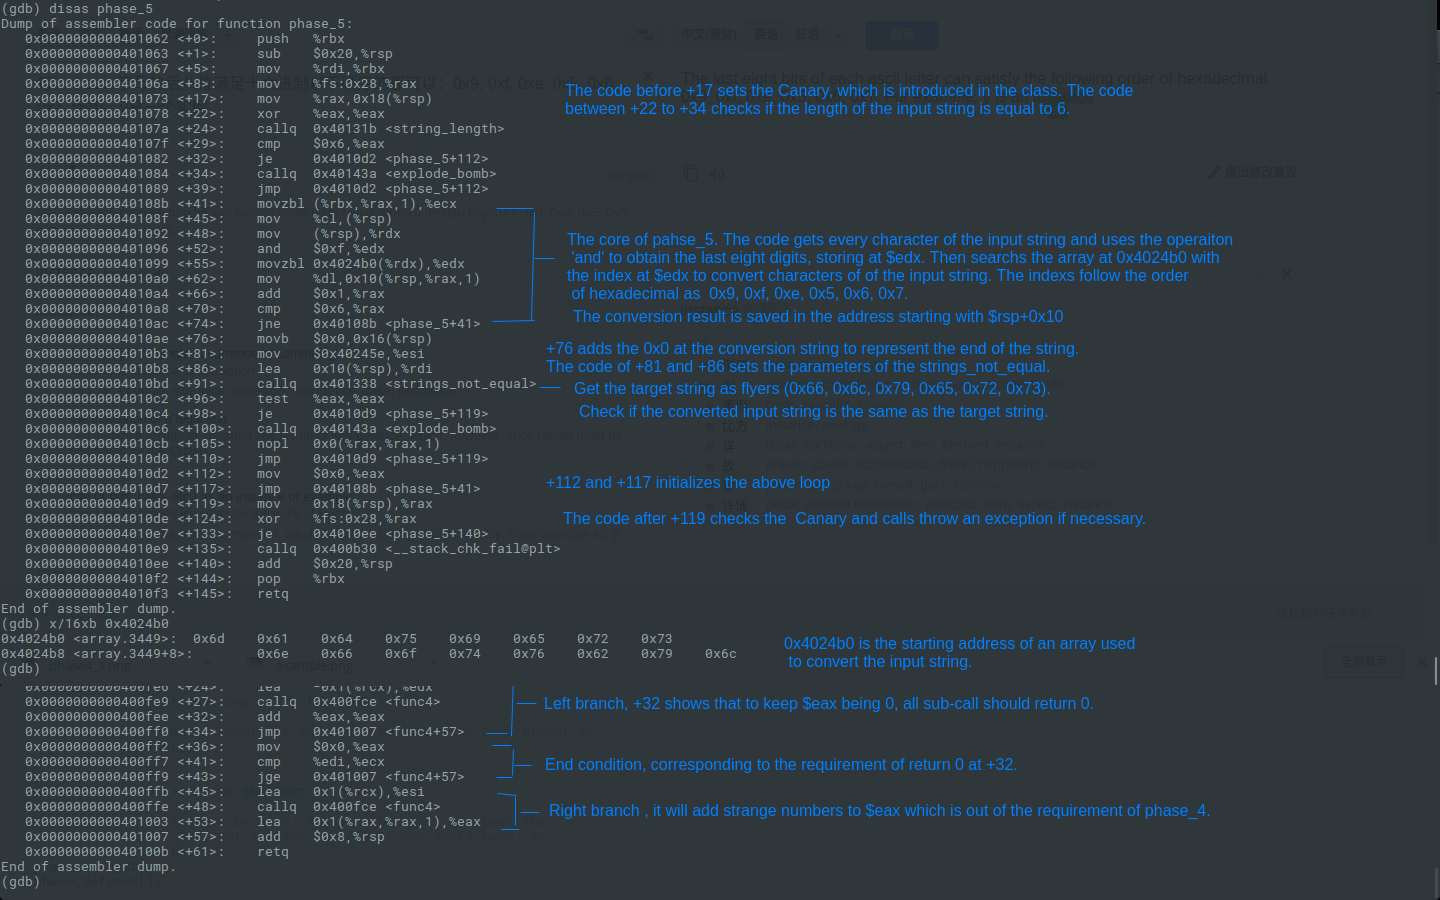 (gdb) disas phase_5
Dump of assembler code for function phase_5:
0x0000000000401062 <+0>: push %rbx
0x0000000000401063 <+1>: sub $0x20,%rsp
0x0000000000401067 <+5>: mov %rdi,%rbx
0x000000000040106a <+8>: mov %fs:0x28,%rax
0x0000000000401073 <+17>: mov %rax,0x18(%rsp)
The code before +17 sets the Canary, which is introduced in the class. The code
between +22 to +34 checks if the length of the input string is equal to 6.
0x0000000000401078 <+22>: xor %eax,%eax
0x000000000040107a <+24>: callq 0x40131b <string_length>
0x000000000040107f <+29>: cmp $0x6,%eax
0x0000000000401082 <+32>: je 0x4010d2 <phase_5+112>
0x0000000000401084 <+34>: callq 0x40143a <explode_bomb>
0x0000000000401089 <+39>: jmp 0x4010d2 <phase_5+112>
0x000000000040108b <+41>: movzbl (%rbx,%rax,1),%ecx
0x000000000040108f <+45>: mov %cl,(%rsp)
0x0000000000401092 <+48>: mov (%rsp),%rdx
0x0000000000401096 <+52>: and $0xf,%edx
0x0000000000401099 <+55>: movzbl 0x4024b0(%rdx),%edx
0x00000000004010a0 <+62>: mov %dl,0x10(%rsp,%rax,1)
0x00000000004010a4 <+66>: add $0x1,%rax
0x00000000004010a8 <+70>: cmp $0x6,%rax
0x00000000004010ac <+74>: jne 0x40108b <phase_5+41>
The core of pahse_5. The code gets every character of the input string and uses the operaiton
'and' to obtain the last eight digits, storing at $edx. Then searchs the array at 0x4024b0 with
the index at $edx to convert characters of of the input string. The indexs follow the order
of hexadecimal as 0x9, 0xf, 0xe, 0x5, 0x6, 0x7.
The conversion result is saved in the address starting with $rsp+0x10
0x00000000004010ae <+76>: movb $0x0,0x16(%rsp)
0x00000000004010b3 <+81>: mov $0x40245e,%esi
0x00000000004010b8 <+86>: lea 0x10(%rsp),%rdi
0x00000000004010bd <+91>: callq 0x401338 <strings_not_equal>
0x00000000004010c2 <+96>: test %eax,%eax
0x00000000004010c4 <+98>: je 0x4010d9 <phase_5+119>
0x00000000004010c6 <+100>: callq 0x40143a <explode_bomb>
+76 adds the 0x0 at the conversion string to represent the end of the string.
The code of +81 and +86 sets the parameters of the strings_not_equal.
Get the target string as flyers (0x66, 0x6c, 0x79, 0x65, 0x72, 0x73).
Check if the converted input string is the same as the target string.
0x00000000004010cb <+105>: nopl 0x0(%rax,%rax,1)
0x00000000004010d0 <+110>: jmp 0x4010d9 <phase_5+119>
0x00000000004010d2 <+112>: mov $0x0,%eax
0x00000000004010d7 <+117>: jmp 0x40108b <phase_5+41>
+112 and +117 initializes the above loop
0x00000000004010d9 <+119>: mov 0x18(%rsp),%rax
0x00000000004010de <+124>: xor %fs:0x28,%rax
The code after +119 checks the Canary and calls throw an exception if necessary.
0x00000000004010e7 <+133>: je 0x4010ee <phase_5+140>
0x00000000004010e9 <+135>: callq 0x400b30 <__stack_chk_fail@plt>
0x00000000004010ee <+140>: add $0x20,%rsp
0x00000000004010f2 <+144>: pop %rbx
0x00000000004010f3 <+145>: retq
End of assembler dump.
(gdb) x/16xb 0x4024b0
0x4024b0 <array.3449>: 0x6d 0x61 0x64 0x75 0x69 0x65 0x72 0x73
0x4024b8 <array.3449+8>: 0x6e 0x66 0x6f 0x74 0x76 0x62 0x79 0x6c
(gdb)
0x4024b0 is the starting address of an array used
to convert the input string.
0x0000000000400fe6 <+24>: lea -0x1(%rcx),%edx
0x0000000000400fe9 <+27>: callq 0x400fce <func4>
0x0000000000400fee <+32>: add %eax,%eax
0x0000000000400ff0 <+34>: jmp 0x401007 <func4+57>
Left branch, +32 shows that to keep $eax being 0, all sub-call should return 0.
0x0000000000400ff2 <+36>: mov $0x0,%eax
0x0000000000400ff7 <+41>: cmp %edi,%ecx
0x0000000000400ff9 <+43>: jge 0x401007 <func4+57>
End condition, corresponding to the requirement of return 0 at +32.
0x0000000000400ffb <+45>: lea 0x1(%rcx),%esi
0x0000000000400ffe <+48>: callq 0x400fce <func4>
0x0000000000401003 <+53>: lea 0x1(%rax,%rax,1),%eax
Right branch , it will add strange numbers to $eax which is out of the requirement of phase_4.
0x0000000000401007 <+57>: add $0x8,%rsp
0x000000000040100b <+61>: retq
End of assembler dump.
(gdb)